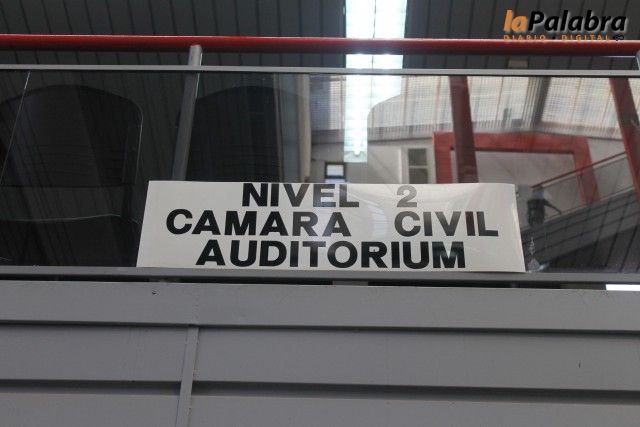 laPalabra
DIARIO DIGITAL
NIVEL 2
CAMARA CIVIL
AUDITORIUM